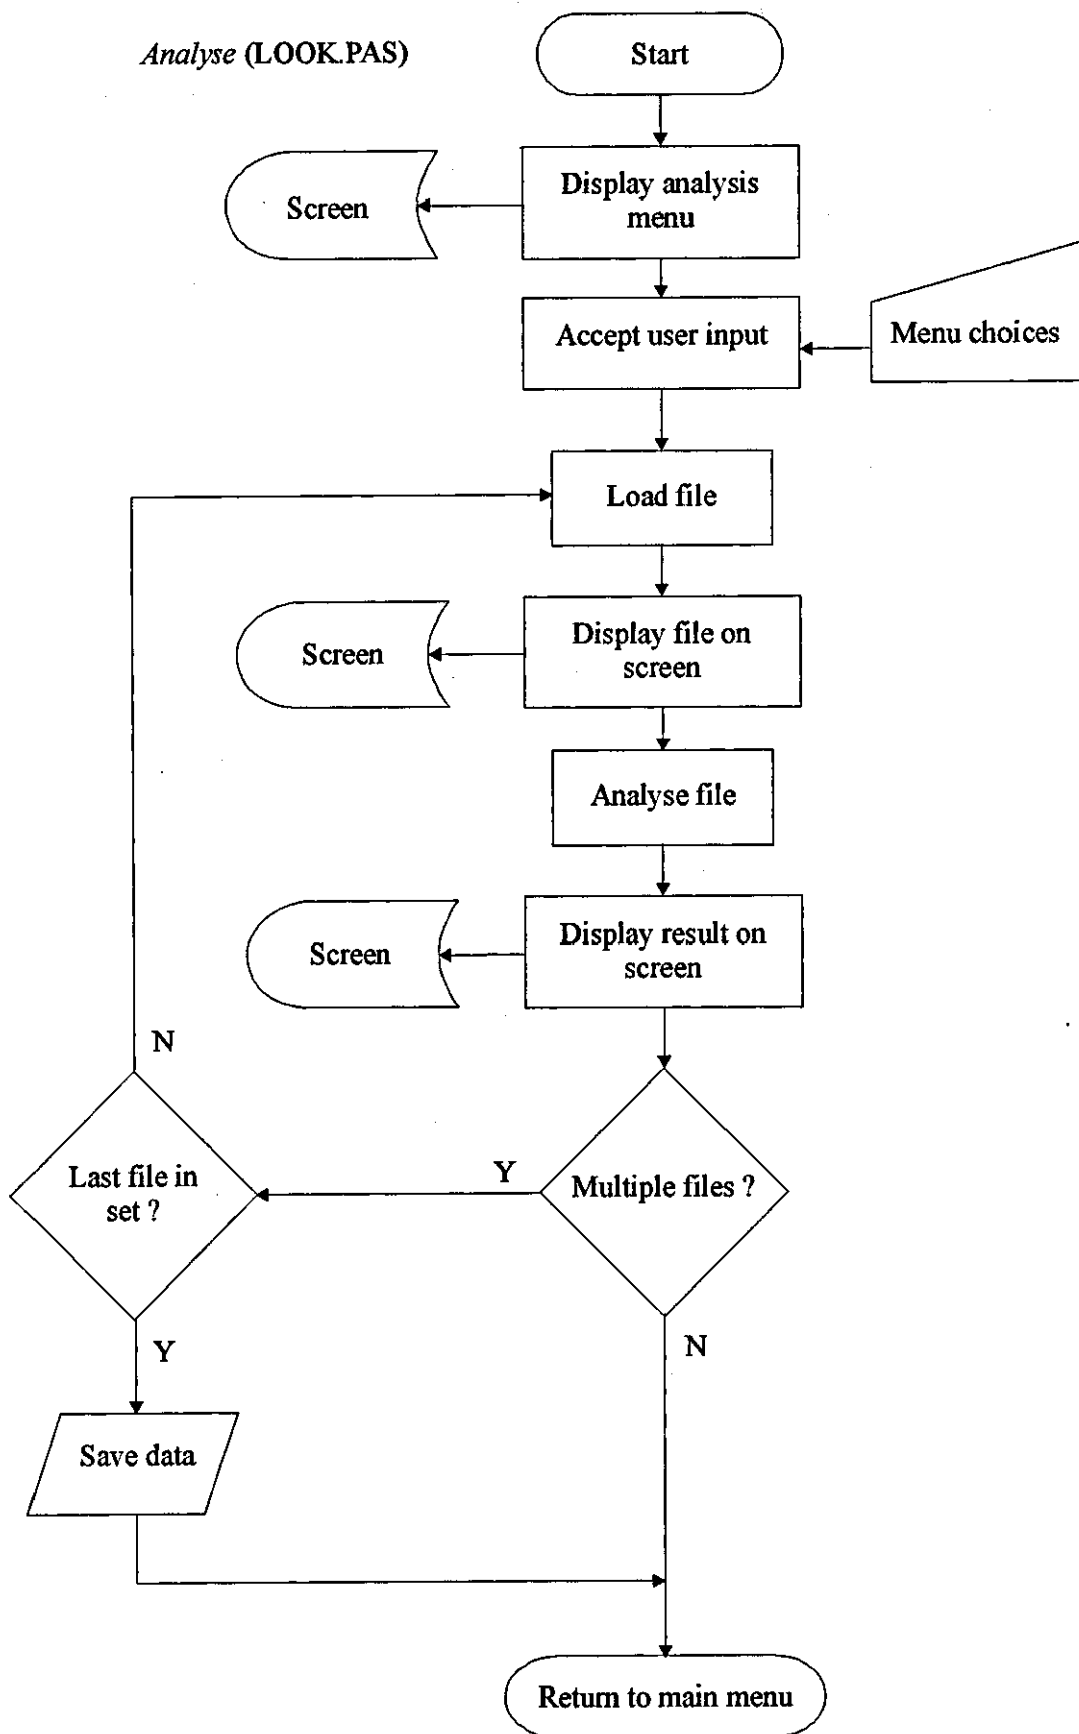 Analyse (LOOK.PAS)
Start
Display analysis
menu
Screen
Accept user input
Menu choices
Load file
Display file on
screen
Screen
Analyse file
Display result on
screen
Screen
N
Multiple files ?
Y
Last file in
set ?
N
Y
Save data
Return to main menu